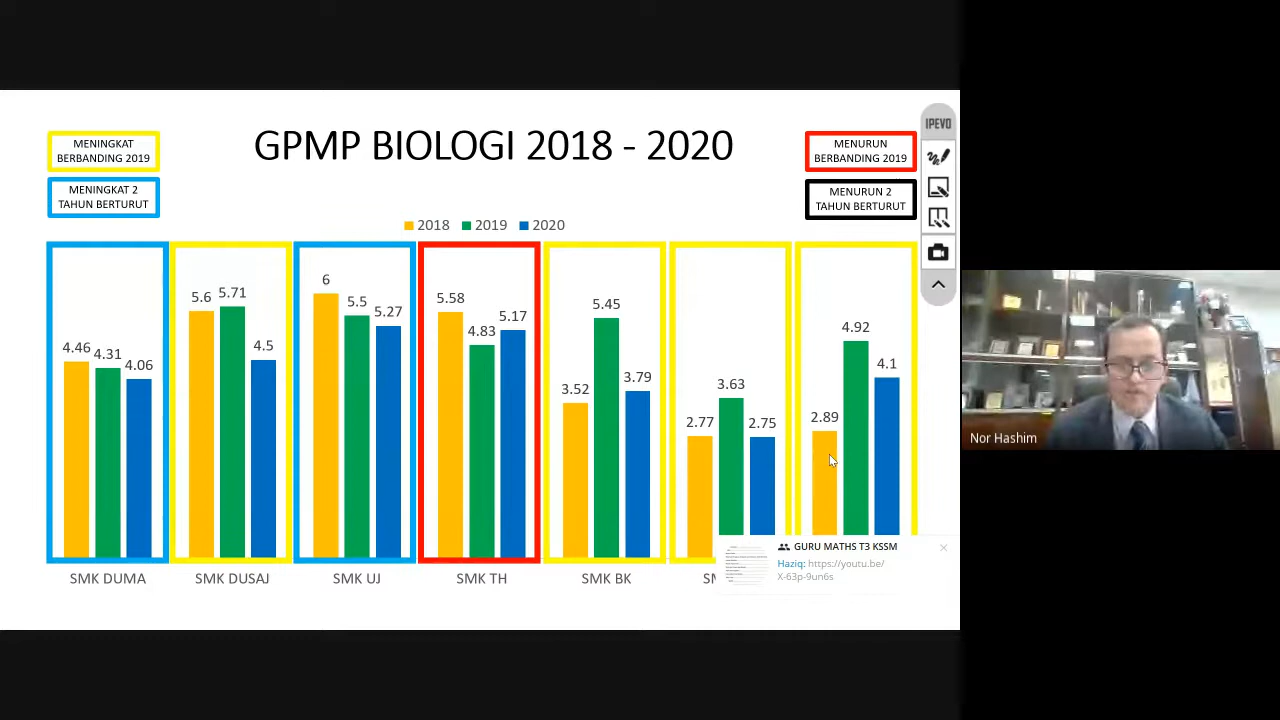 MENINGKAT
BERBANDING 2019
MENINGKAT 2
TAHUN BERTURUT
GPMP BIOLOGI 2018 - 2020
MENURUN
BERBANDING 2019
MENURUN 2
TAHUN BERTURUT
IPEVO
2018 2019 2020
4.46 4.31 4.06
5.6 5.71 4.5
6 5.5 5.27
5.58 4.83 5.17
3.52 5.45 3.79
2.77 3.63 2.75
2.89 4.92 4.1
SMK DUMA SMK DUSAJ SMK UJ SMK TH SMK BK
GURU MATHS T3 KSSM
Haziq: https://youtu.be/
X-63p-9un6s
Nor Hashim